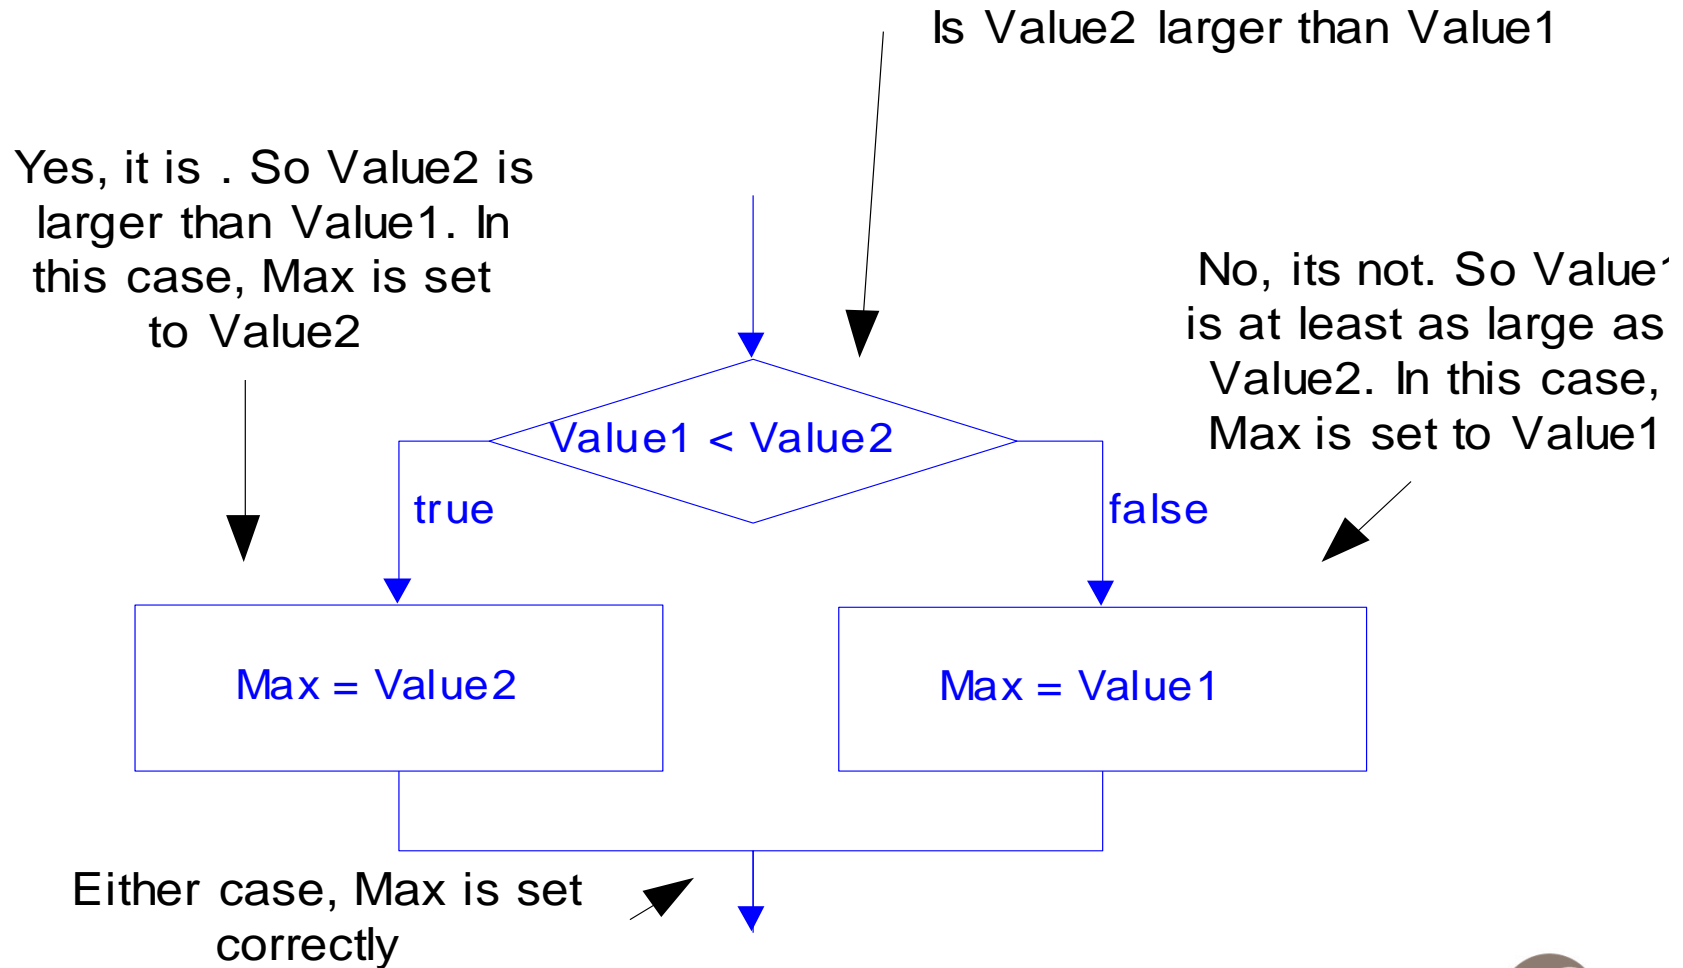 Is Value2 larger than Value1
Yes, it is . So Value2 is
larger than Value1. In
this case, Max is set
to Value2
No, its not. So Value1
is at least as large as
Value2. In this case,
Max is set to Value1
Value1 < Value2
true
false
Max = Value2
Max = Value1
Either case, Max is set
correctly